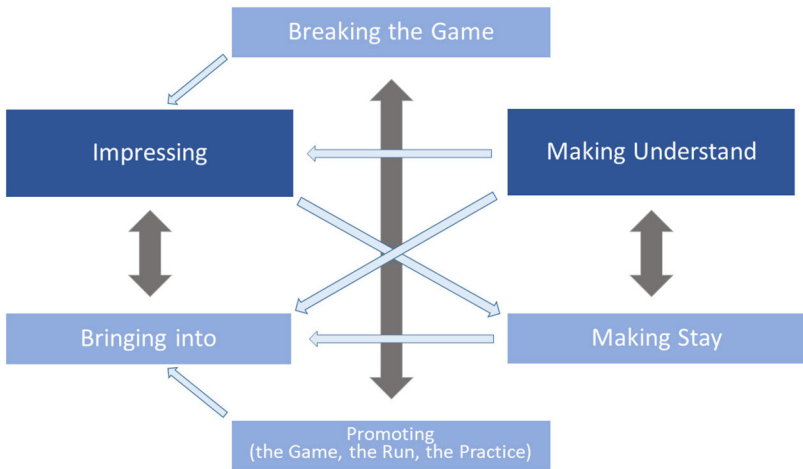 Breaking the Game
Impressing
Making Understand
Bringing into
Making Stay
Promoting
(the Game, the Run, the Practice)